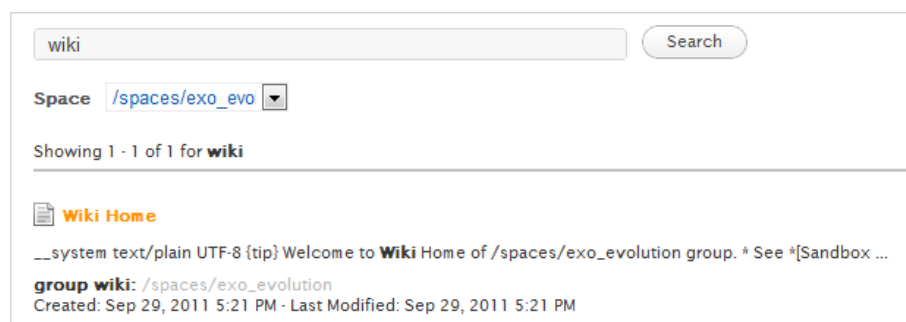 wiki
Search
Space /spaces/exo_evo
Showing 1 - 1 of 1 for wiki
Wiki Home
__system text/plain UTF-8 {tip} Welcome to Wiki Home of /spaces/exo_evolution group. * See *[Sandbox ...
group wiki: /spaces/exo_evolution
Created: Sep 29, 2011 5:21 PM - Last Modified: Sep 29, 2011 5:21 PM